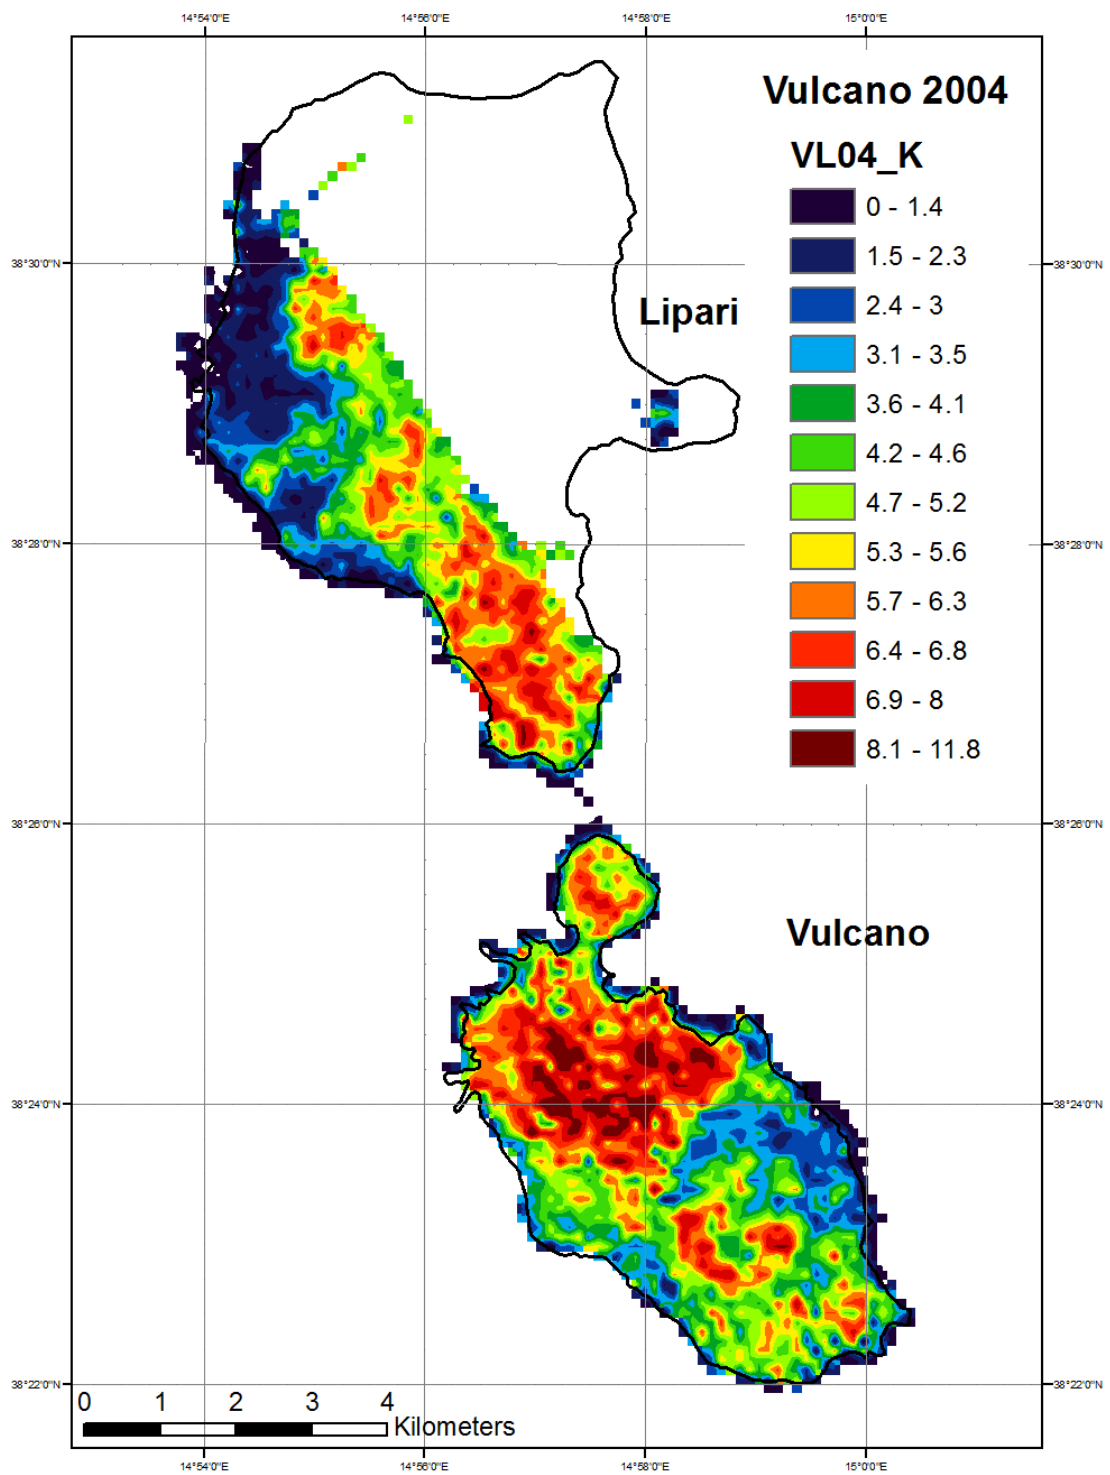 14°54'0"E 14°56'0"E 14°58'0"E 15°0'0"E
Vulcano 2004
VL04_K
0 - 1.4
1.5 - 2.3
2.4 - 3
3.1 - 3.5
3.6 - 4.1
4.2 - 4.6
4.7 - 5.2
5.3 - 5.6
5.7 - 6.3
6.4 - 6.8
6.9 - 8
8.1 - 11.8
38°30'0"N 38°30'0"N
Lipari
38°28'0"N 38°28'0"N
38°26'0"N 38°26'0"N
Vulcano
38°24'0"N 38°24'0"N
38°22'0"N 38°22'0"N
0 1 2 3 4
Kilometers
14°54'0"E 14°56'0"E 14°58'0"E 15°0'0"E